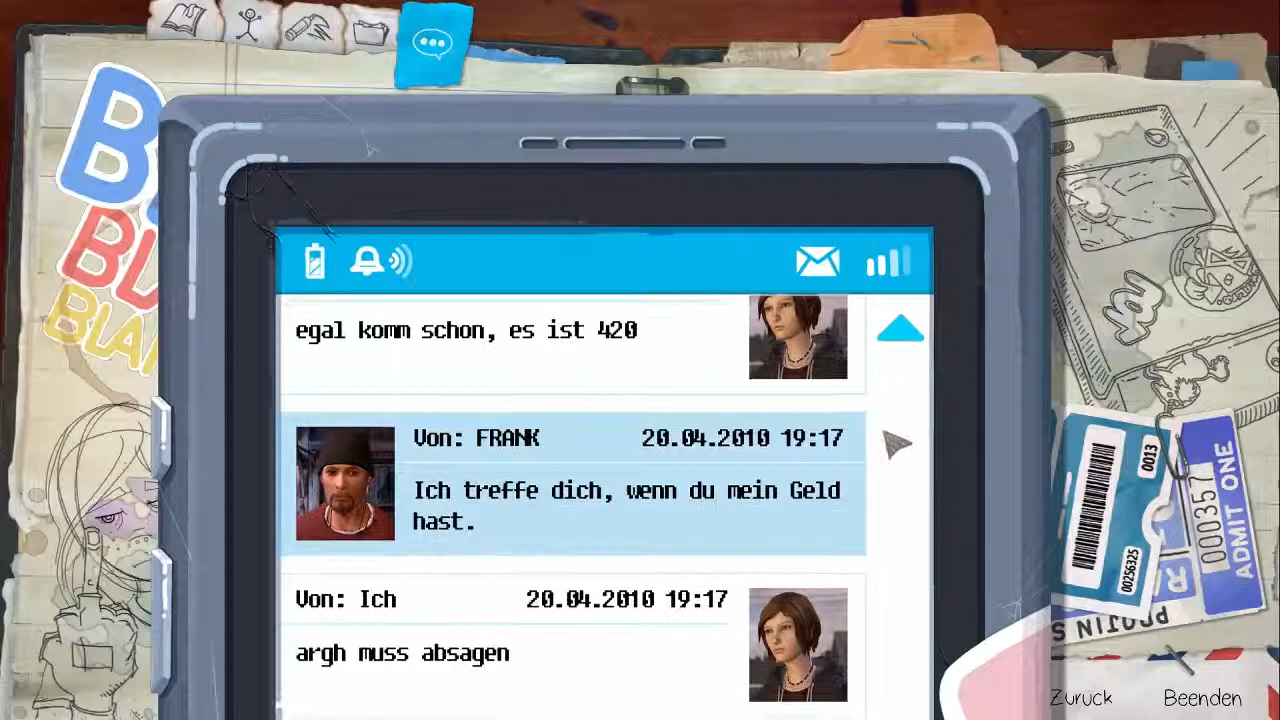 egal komm schon, es ist 420
Von: FRANK 20.04.2010 19:17
Ich treffe dich, wenn du mein Geld
hast.
Von: Ich 20.04.2010 19:17
argh muss absagen
0013
00256325
000357
ADMIT ONE
Zurück Beenden